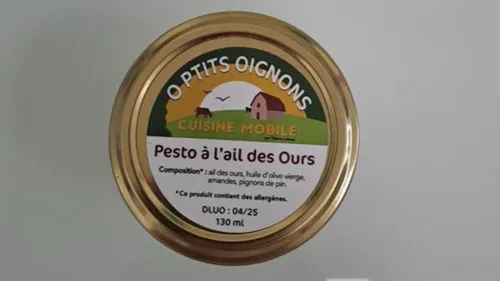 O-PTITS OIGNONS
CUISINE MOBILE
Pesto à l'ail des Ours
Composition* : ail des ours, huile d'olive vierge,
amandes, pignons de pin.
*Ce produit contient des allergènes.
DLUO : 04/25
130 ml